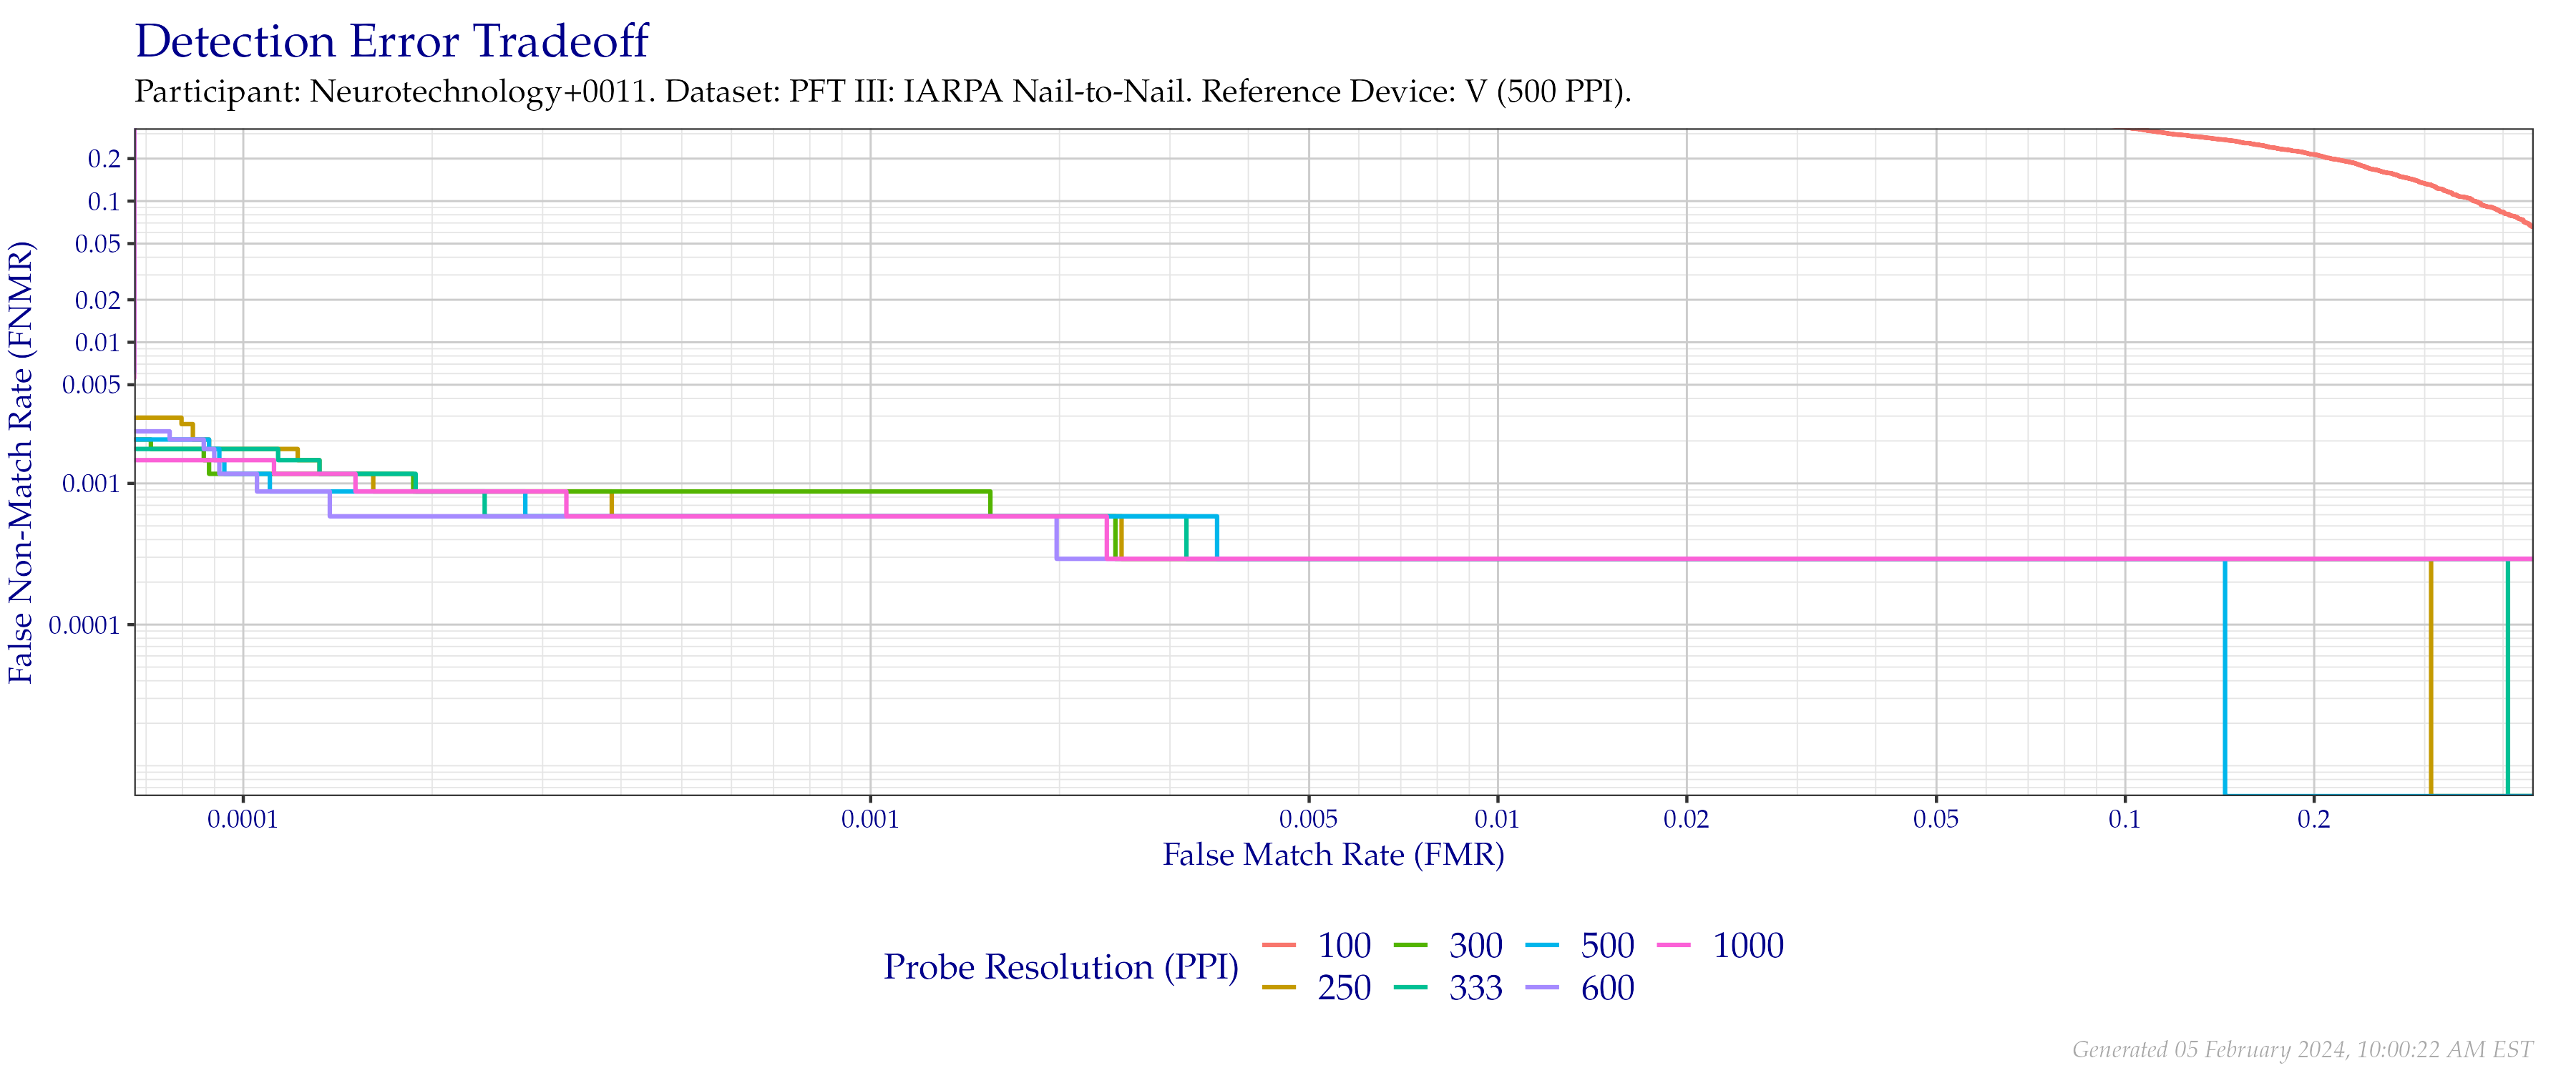 Detection Error Tradeoff
Participant: Neurotechnology+0011. Dataset: PFT III: IARPA Nail-to-Nail. Reference Device: V (500 PPI).
False Non-Match Rate (FNMR)
0.2
0.1
0.05
0.02
0.01
0.005
0.001
0.0001
0.0001 0.001 0.005 0.01 0.02 0.05 0.1 0.2
False Match Rate (FMR)
Probe Resolution (PPI)
100 300 500 1000
250 333 600
Generated 05 February 2024, 10:00:22 AM EST